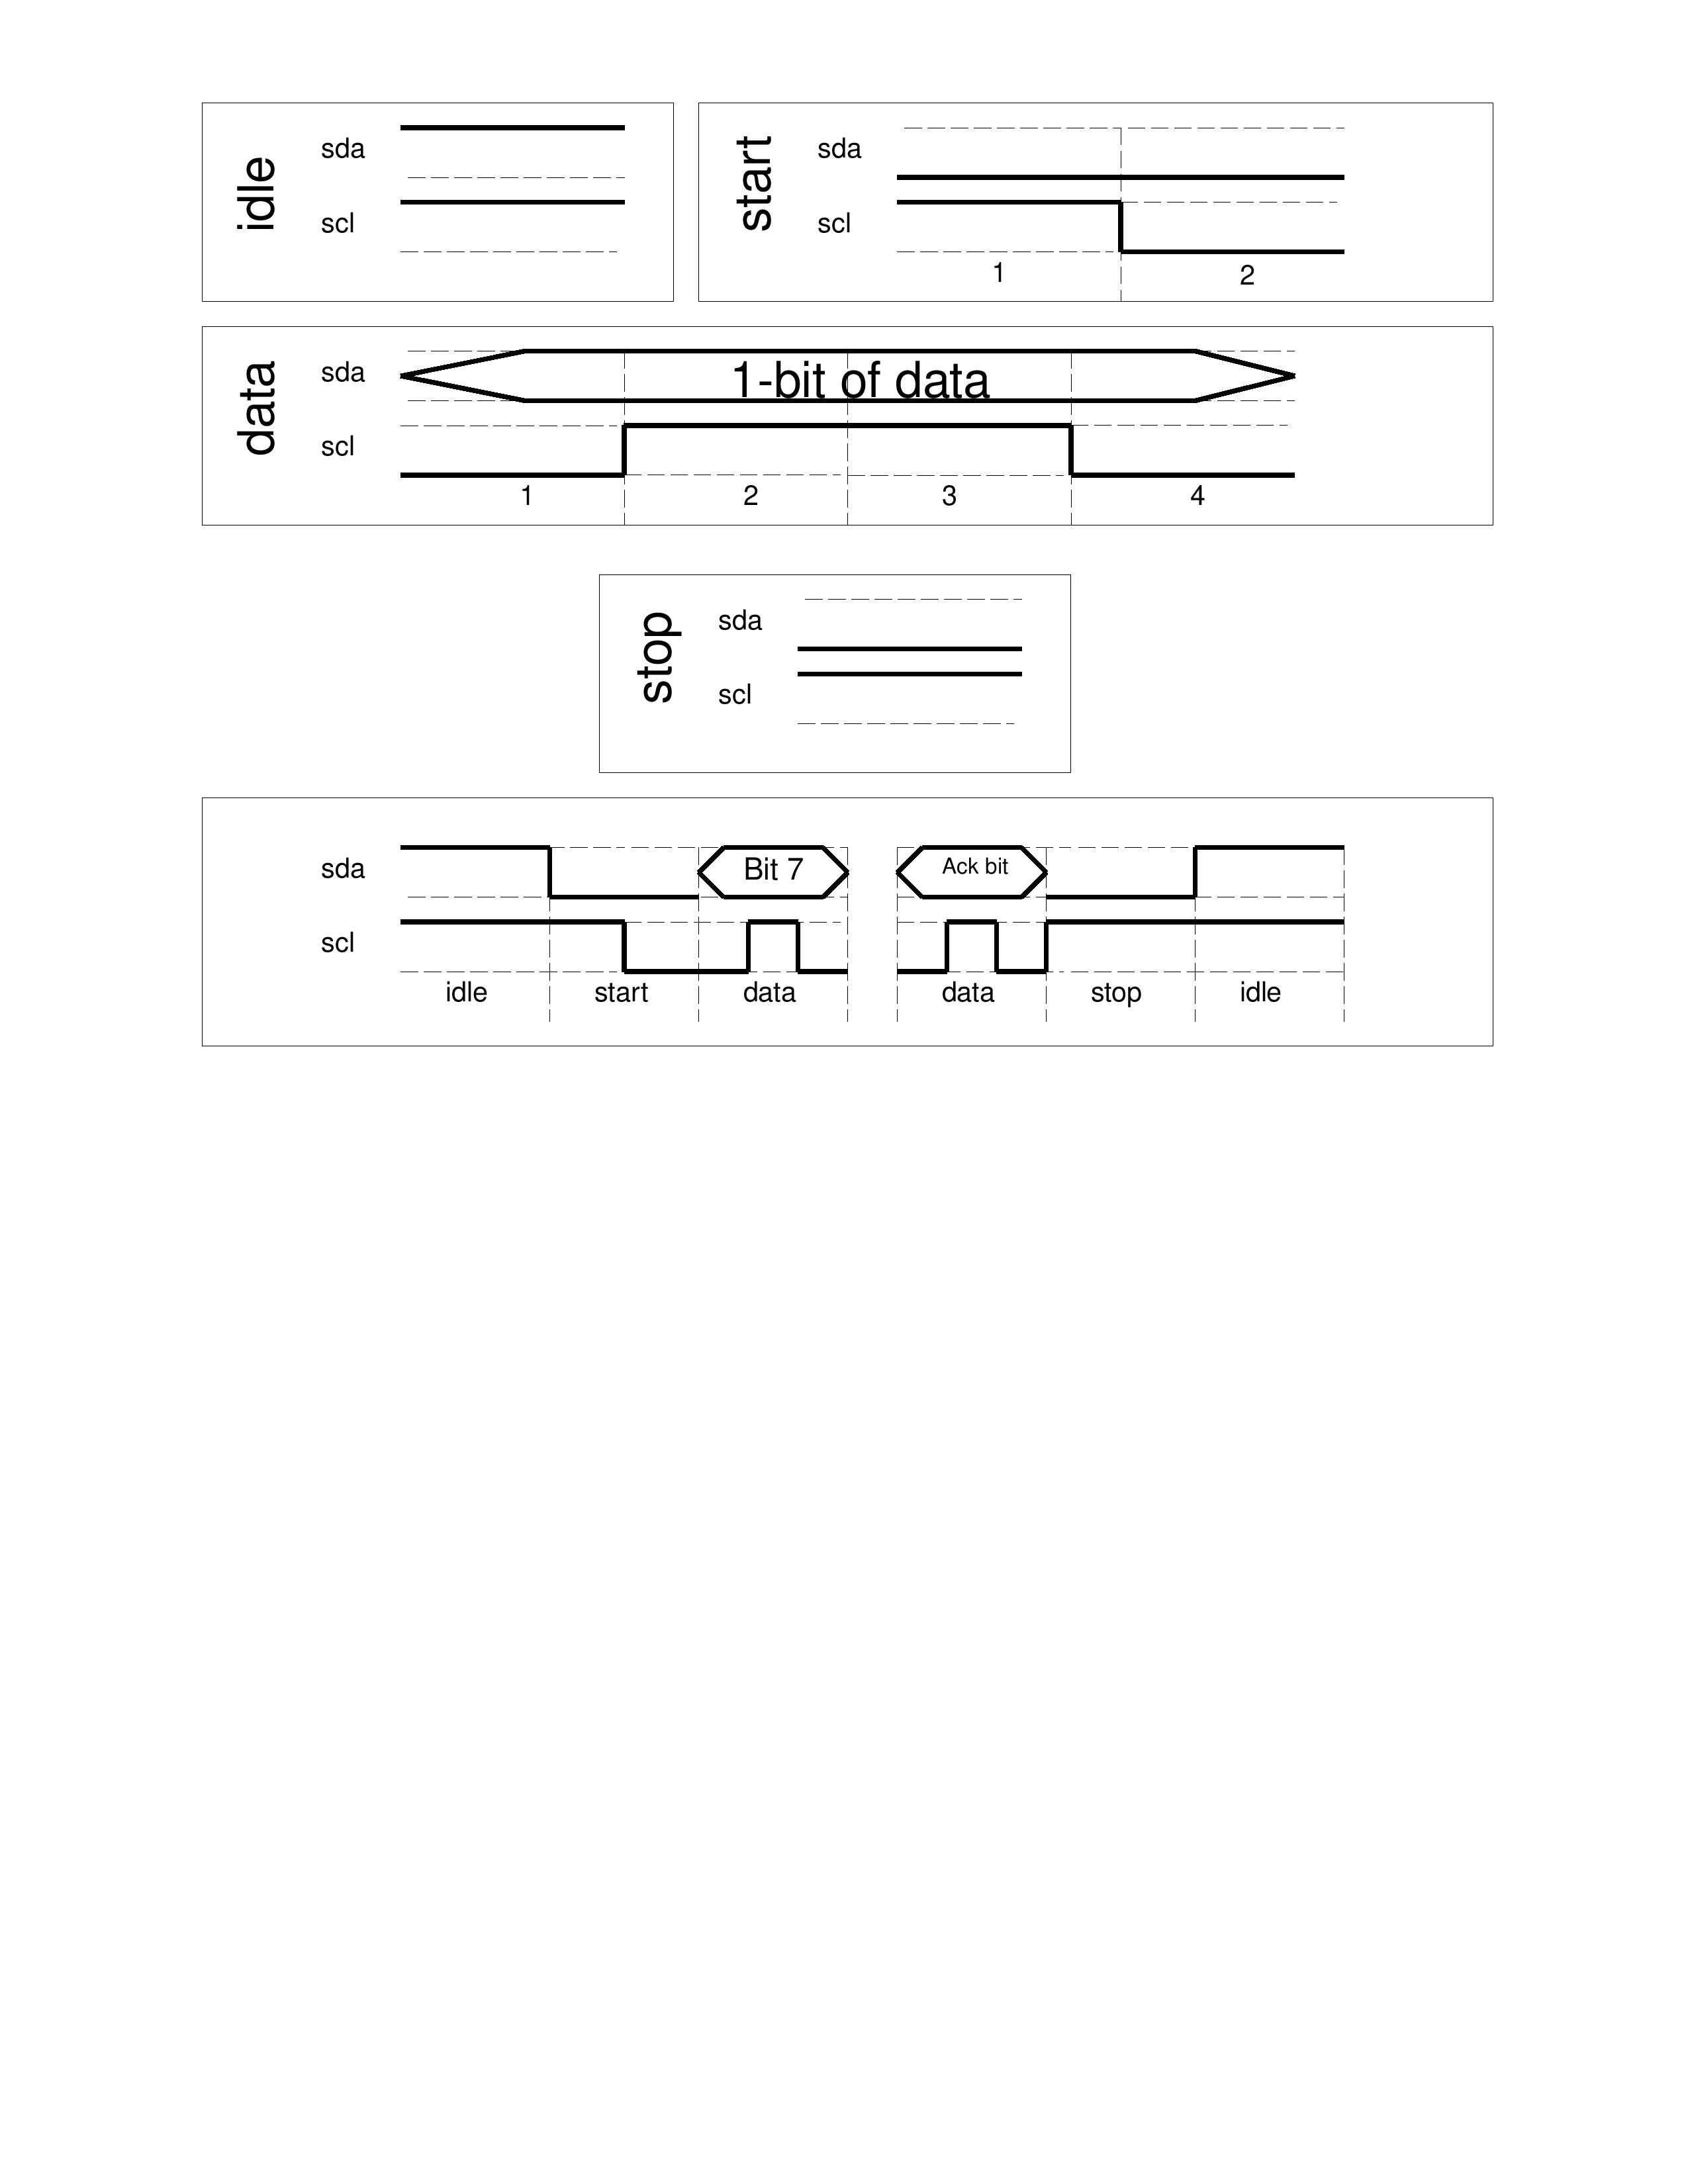 idle
sda
scl
start
sda
scl
1 2
data
sda
1-bit of data
scl
1 2 3 4
stop
sda
scl
sda
Bit 7
Ack bit
scl
idle start data data stop idle